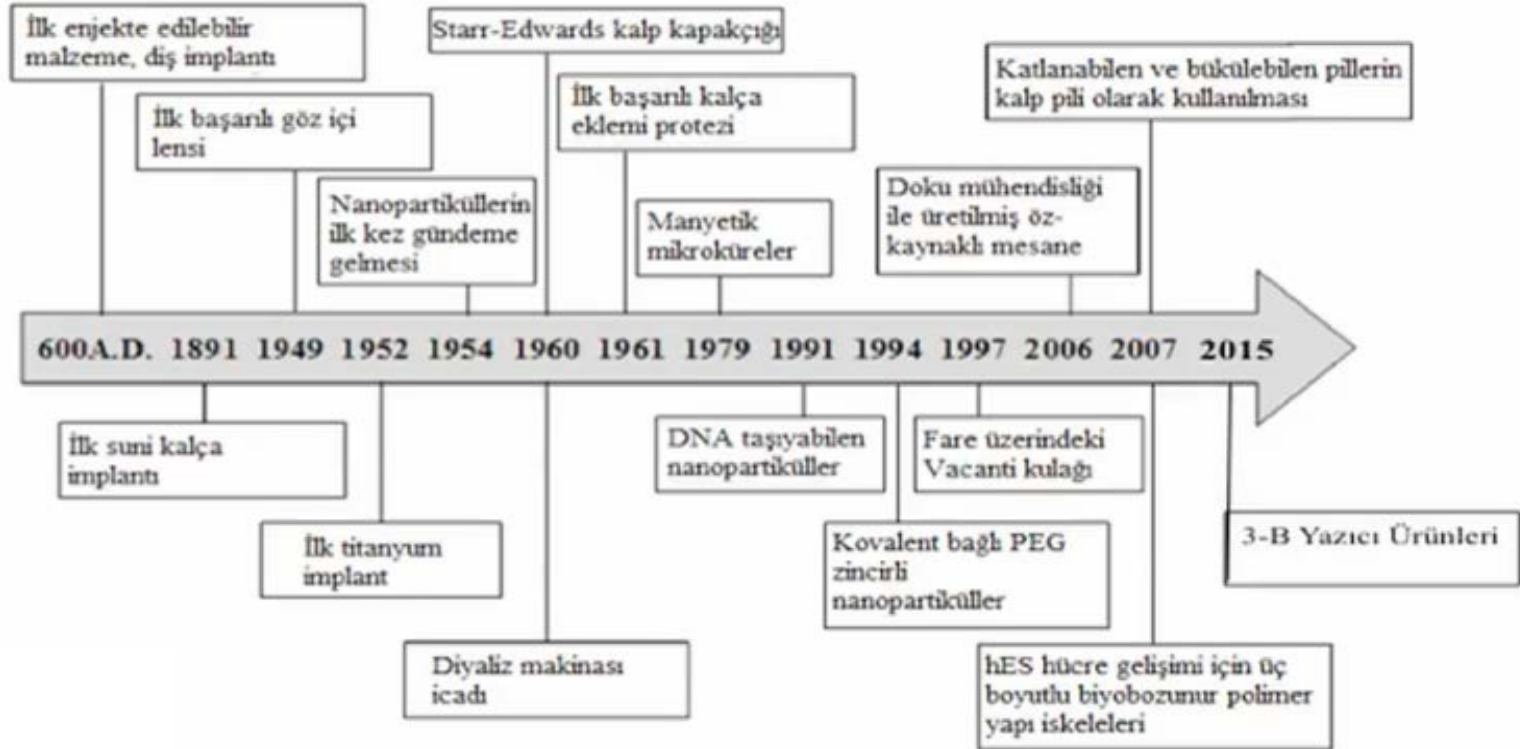 İlk enjekte edilebilir
malzeme, diş implantı
Starr-Edwards kalp kapakçığı
Katlanabilen ve bükülebilen pillerin
kalp pili olarak kullanılması
İlk başarılı göz içi
lensi
İlk başarılı kalça
eklemi protezi
Nanopartiküllerin
ilk kez gündeme
gelmesi
Manyetik
mikroküreler
Doku mühendisliği
ile üretilmiş öz-
kaynaklı mesane
600A.D. 1891 1949 1952 1954 1960 1961 1979 1991 1994 1997 2006 2007 2015
İlk suni kalça
implantı
DNA taşıyabilen
nanopartiküller
Fare üzerindeki
Vacanti kulağı
İlk titanyum
implant
Kovalent bağlı PEG
zincirli
nanopartiküller
3-B Yazıcı Ürünleri
Diyaliz makinası
icadı
hES hücre gelişimi için üç
boyutlu biyobozunur polimer
yapı iskeleleri